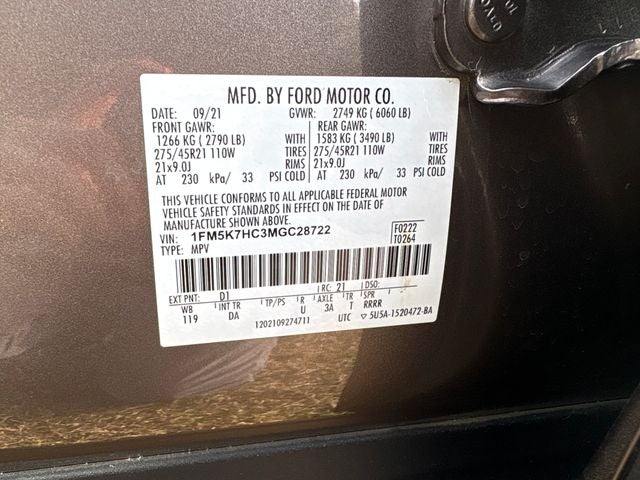 MFD. BY FORD MOTOR CO.
DATE: 09/21 GVWR: 2749 KG ( 6060 LB)
FRONT GAWR: REAR GAWR:
1266 KG ( 2790 LB) WITH 1583 KG ( 3490 LB) WITH
275/45R21 110W TIRES 275/45R21 110W TIRES
21x9.0J RIMS 21x9.0J RIMS
AT 230 kPa/ 33 PSI COLD AT 230 kPa/ 33 PSI COLD
THIS VEHICLE CONFORMS TO ALL APPLICABLE FEDERAL MOTOR
VEHICLE SAFETY STANDARDS IN EFFECT ON THE DATE OF
MANUFACTURE SHOWN ABOVE.
VIN: 1FM5K7HC3MGC28722 F0222
TYPE: MPV T0264
EXT PNT: D1 RC: 21 DSO:
WB INT TR TP/PS R AXLE TR SPR
119 DA U 3A T RRRR
1202109274711 UTC ▽ 5U5A-1520472-BA